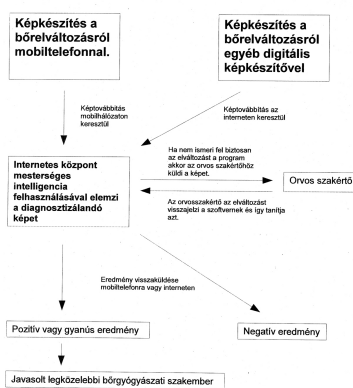 Képkészítés a
bőrelváltozásról
mobiltelefonnal.
Képkészítés a
bőrelváltozásról
egyéb digitális
képkészítővel
Képtovábbítás
mobilhálózaton
keresztül
Képtovábbítás az
interneten keresztül
Internetes központ
mesterséges
intelligencia
felhasználásával elemzi
a diagnosztizálandó
képet
Ha nem ismeri fel biztosan
az elváltozást a program
akkor az orvos szakértőhöz
küldi a képet.
Orvos szakértő
Az orvosszakértő az elváltozást
visszajelzi a szoftvernek és így tanítja
azt.
Eredmény visszaküldése
mobiltelefonra vagy interneten
Pozitív vagy gyanús eredmény
Negatív eredmény
Javasolt legközelebbi bőrgyógyászati szakember